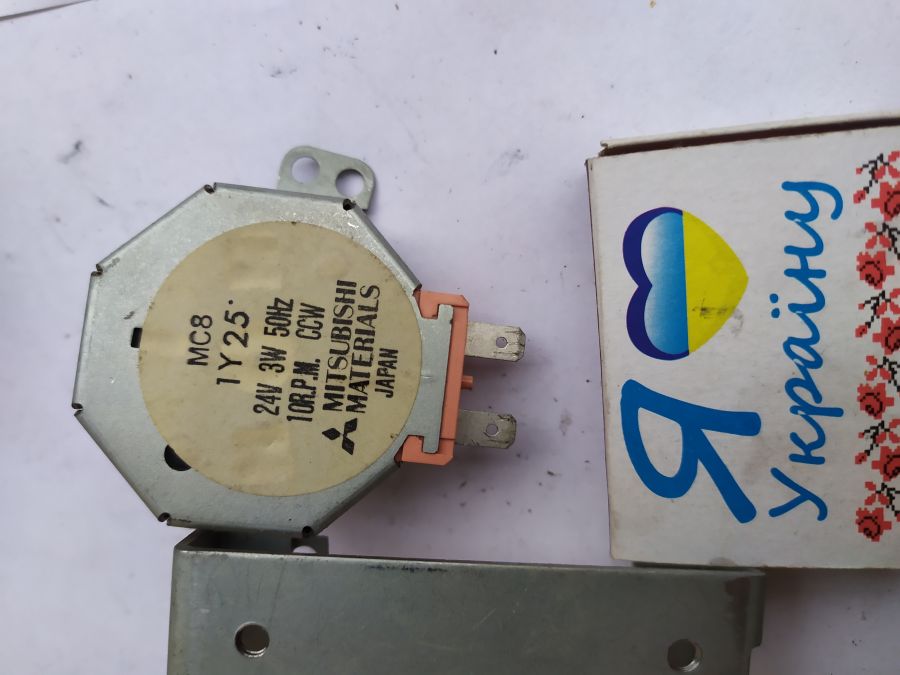 MC8
1Y25.
24V 3W 50Hz
10R.P.M. CCW
MITSUBISHI
MATERIALS
JAPAN
Я
Україну